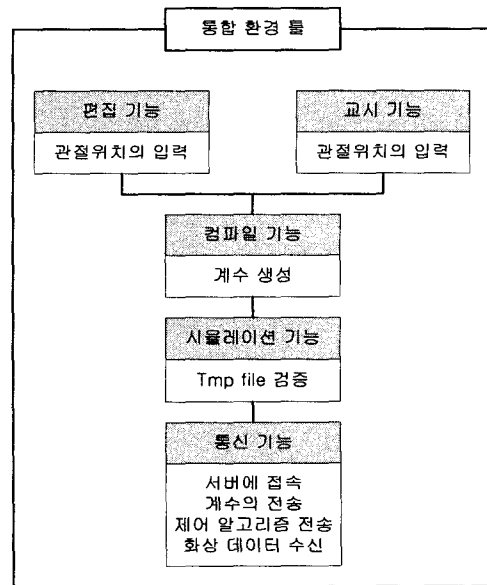 통합 환경 툴
편집 기능
교시 기능
관절위치의 입력
관절위치의 입력
컴파일 기능
계수 생성
시뮬레이션 기능
Tmp file 검증
통신 기능
서버에 접속
계수의 전송
제어 알고리즘 전송
화상 데이터 수신